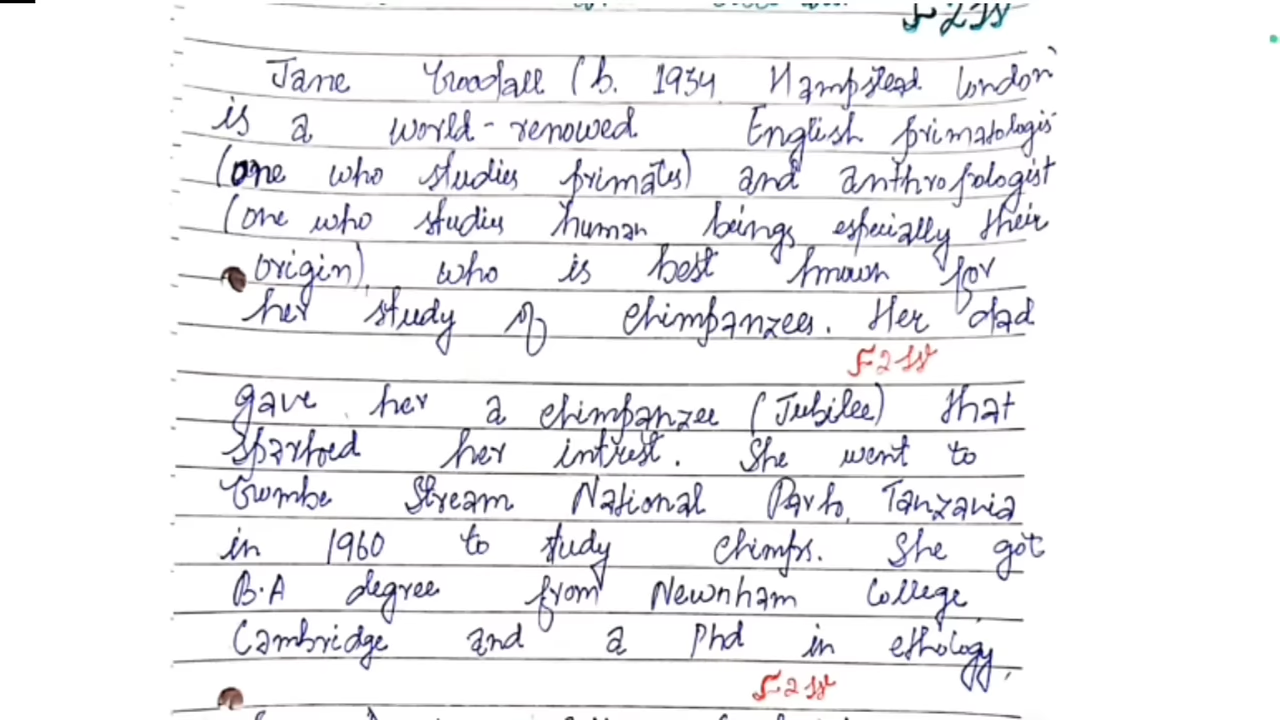 Jane Goodall (b. 1934 Hampstead London
is a world-renowed English primatologis
(one who studies primates) and anthropologist
(one who studies human beings especially their
origin), who is best known for
her study of chimpanzees. Her dad
gave her a chimpanzee (Jubilee) that
sparked her intrest. She went to
Gombe Stream National Park, Tanzania
in 1960 to study chimps. She got
B.A degree from Newnham College,
Cambridge and a Phd in ethology,